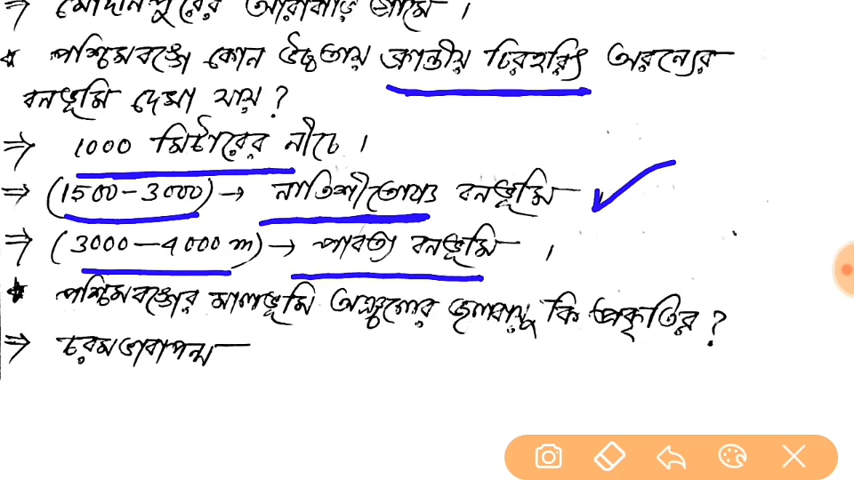 ⇒ মেদিনীপুরের আরাবাড়ি গ্রামে ।
* পশ্চিমবঙ্গে কোন উচ্চতায় ক্রান্তীয় চিরহরিৎ অরন্যের
বনভূমি দেখা যায় ?
⇒ 1000 মিটারের নীচে ।
⇒ (1500-3000) → নাতিশীতোষ্ণ বনভূমি
⇒ (3000-4000 m) → পাবত্য বনভূমি ।
* পশ্চিমবঙ্গের মালভূমি অঞ্চলের জলবায়ু কি প্রকৃতির ?
⇒ চরমভাবাপন্ন